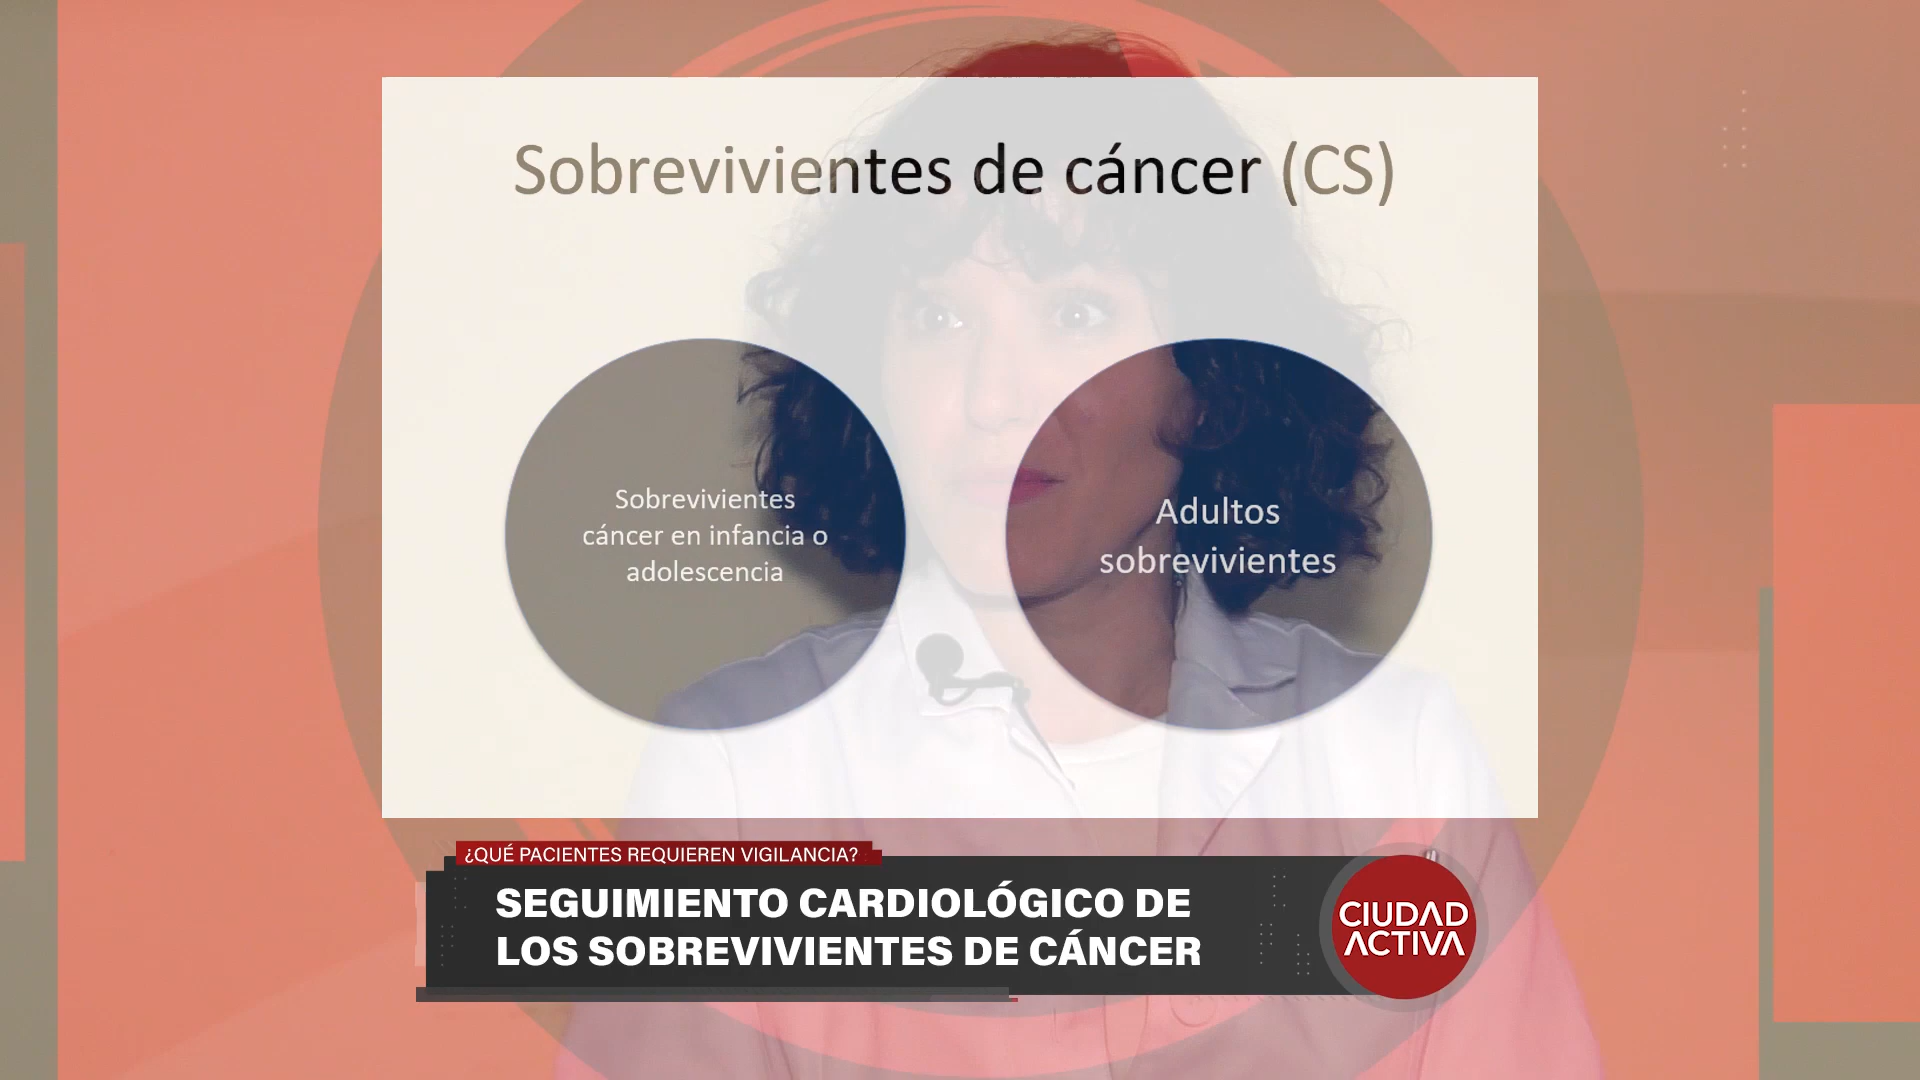 Sobrevivientes de cáncer (CS)
Sobrevivientes
cáncer en infancia o
adolescencia
Adultos
sobrevivientes
¿QUÉ PACIENTES REQUIEREN VIGILANCIA?
SEGUIMIENTO CARDIOLÓGICO DE
LOS SOBREVIVIENTES DE CÁNCER
CIUDAD
ACTIVA